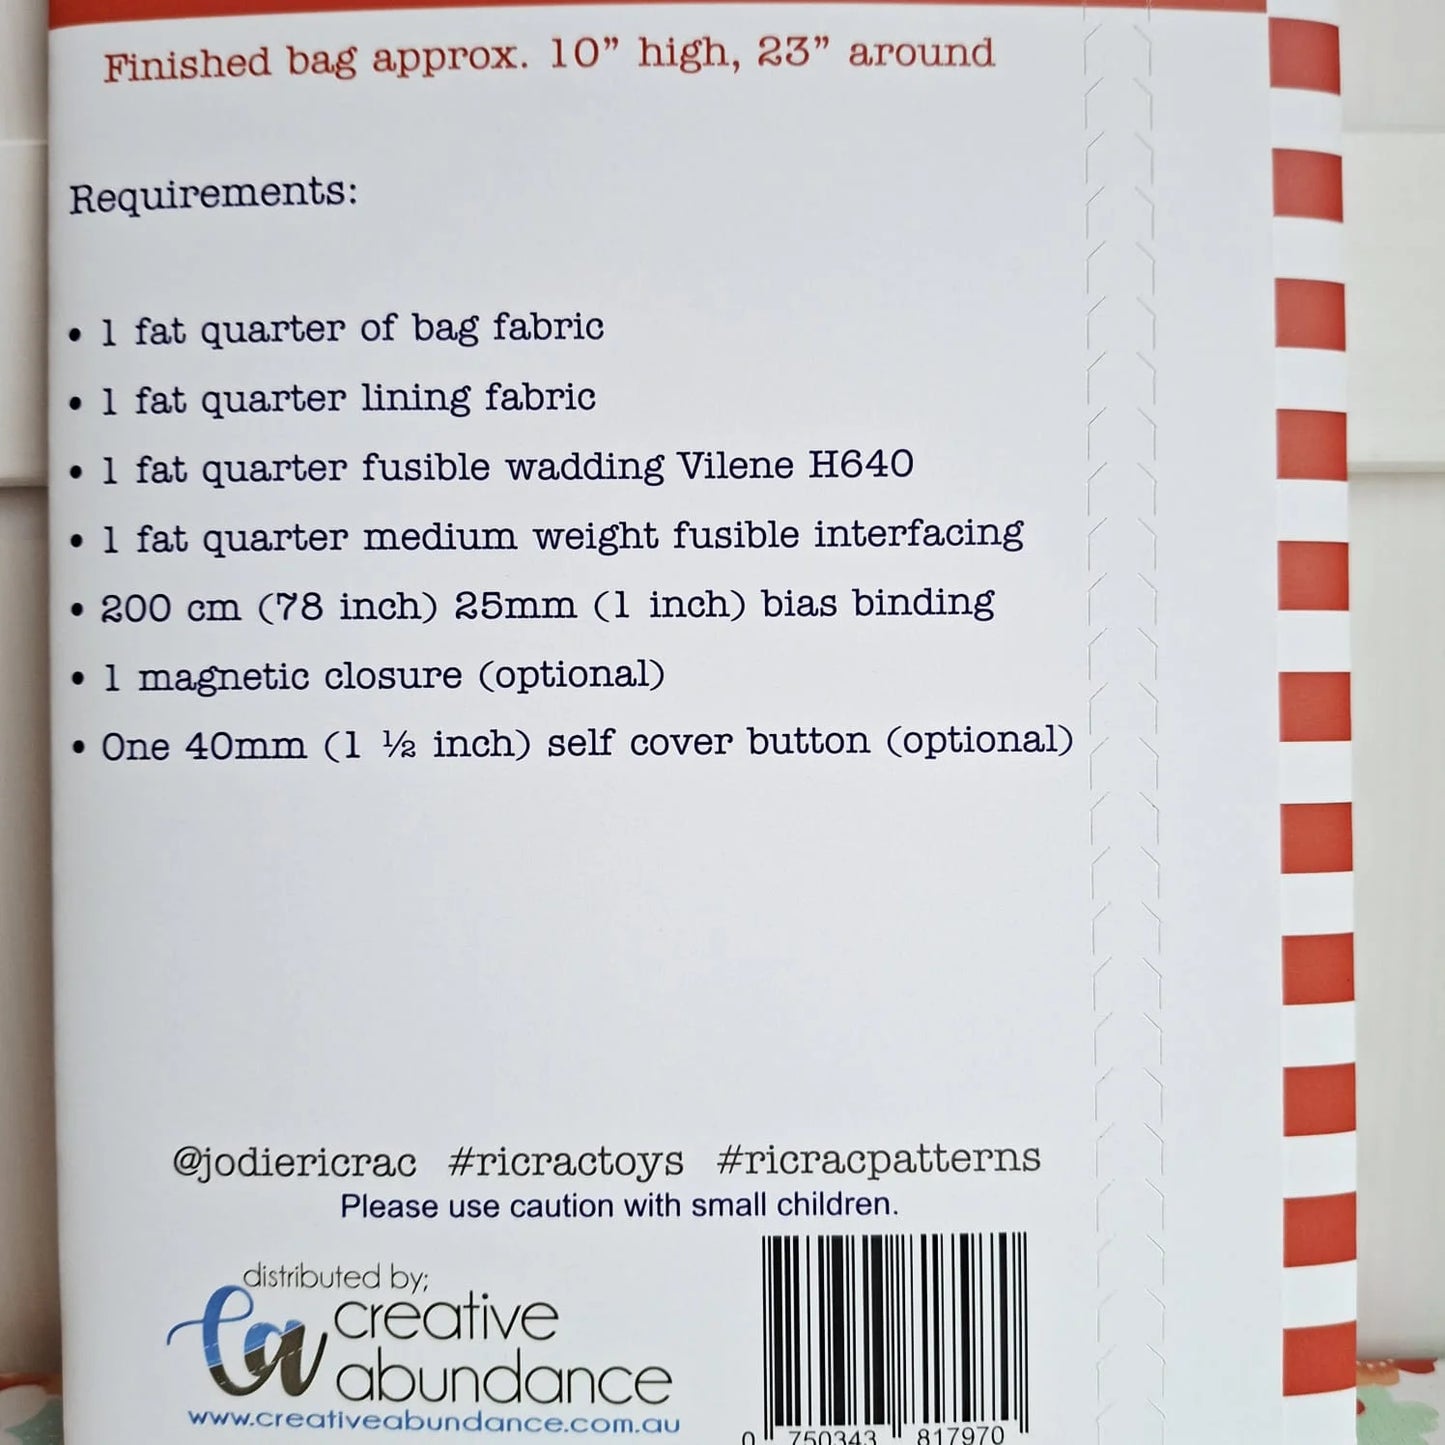 Finished bag approx. 10” high, 23” around
Requirements:
• 1 fat quarter of bag fabric
• 1 fat quarter lining fabric
• 1 fat quarter fusible wadding Vilene H640
• 1 fat quarter medium weight fusible interfacing
• 200 cm (78 inch) 25mm (1 inch) bias binding
• 1 magnetic closure (optional)
• One 40mm (1 ½ inch) self cover button (optional)
@jodiericrac #ricractoys #ricracpatterns
Please use caution with small children.
distributed by;
ca creative
abundance
www.creativeabundance.com.au
0 750343 817970